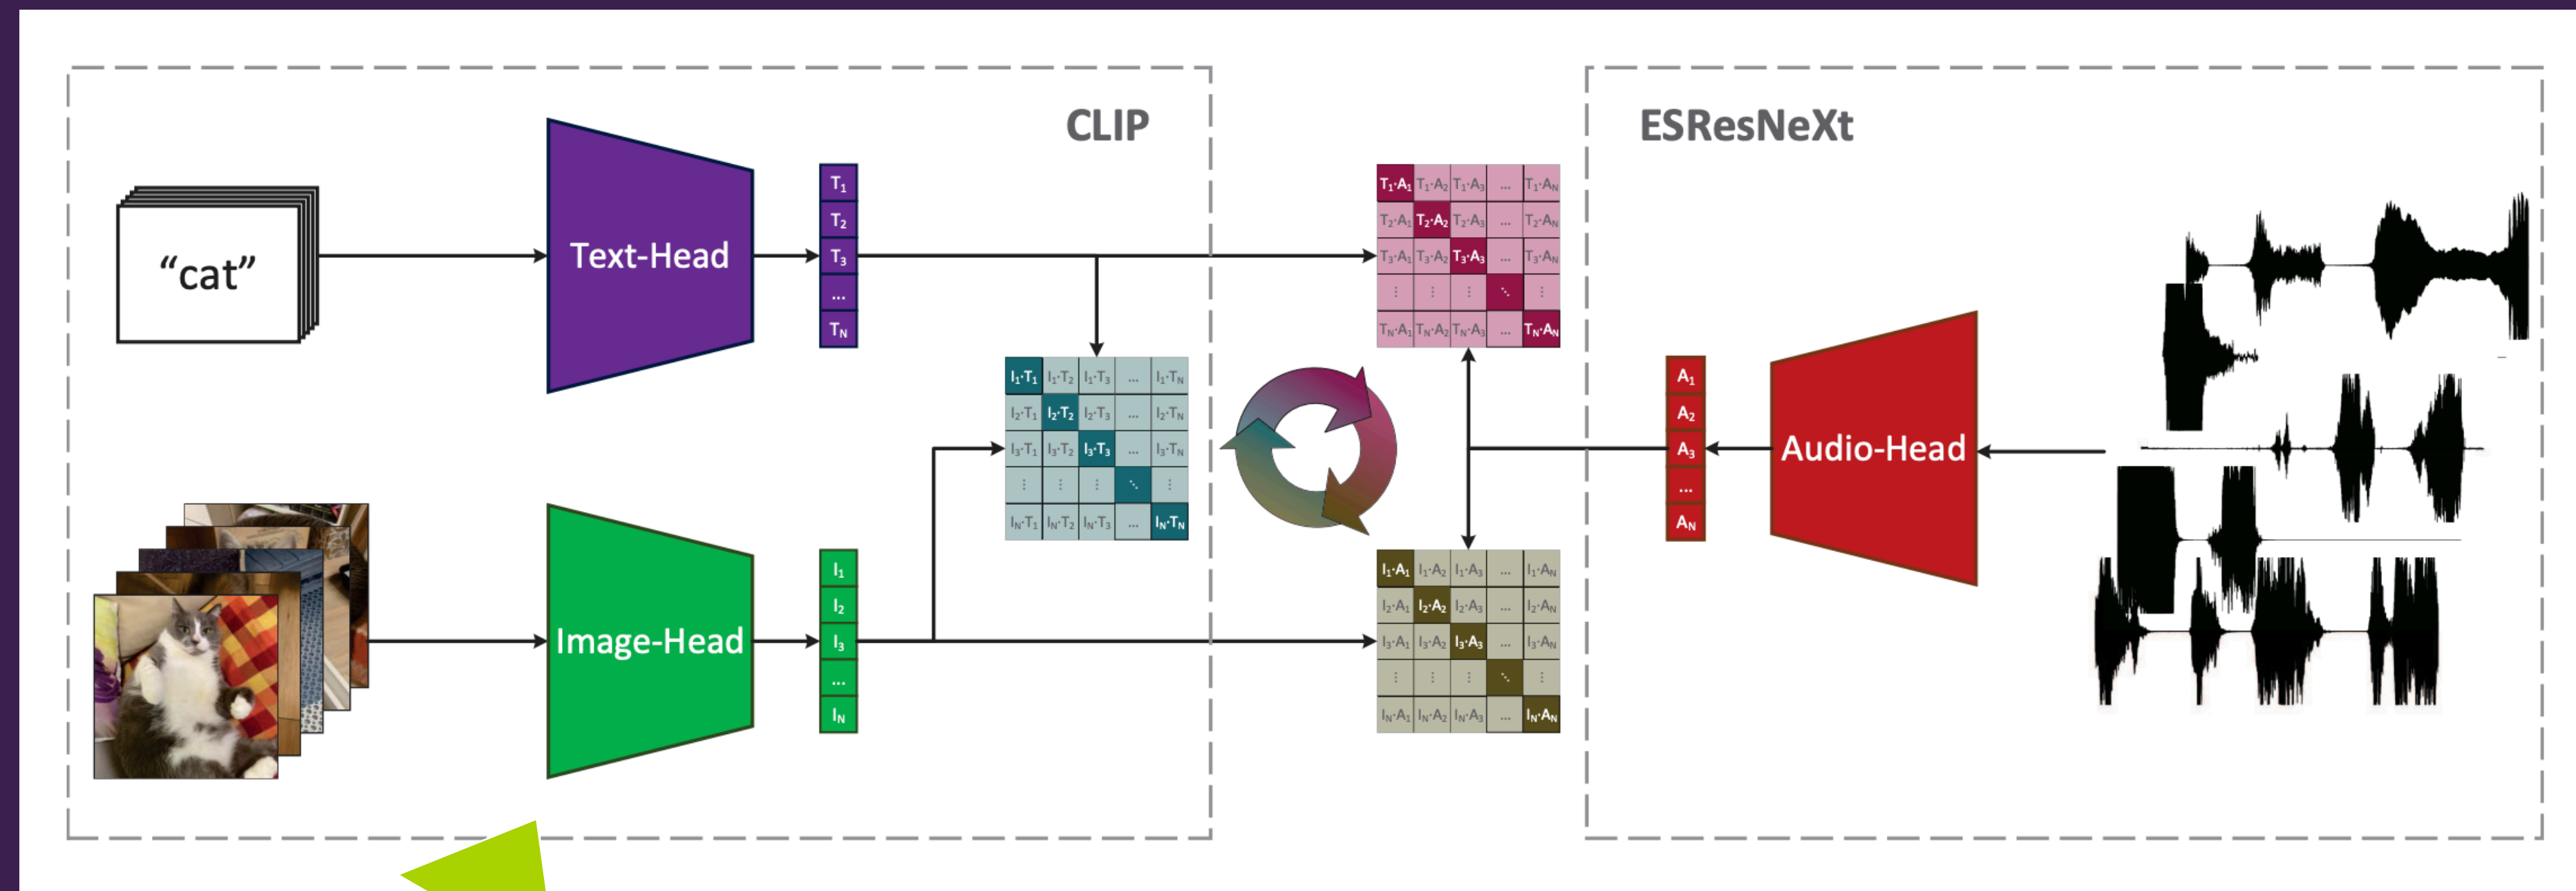 CLIP
ESResNeXt
“cat”
Text-Head
T₁
T₂
T₃
...
T_N
T₁·A₁ T₁·A₂ T₁·A₃ ... T₁·A_N
T₂·A₁ T₂·A₂ T₂·A₃ ... T₂·A_N
T₃·A₁ T₃·A₂ T₃·A₃ ... T₃·A_N
⋮ ⋮ ⋮ ⋱ ⋮
T_N·A₁ T_N·A₂ T_N·A₃ ... T_N·A_N
I₁·T₁ I₁·T₂ I₁·T₃ ... I₁·T_N
I₂·T₁ I₂·T₂ I₂·T₃ ... I₂·T_N
I₃·T₁ I₃·T₂ I₃·T₃ ... I₃·T_N
⋮ ⋮ ⋮ ⋱ ⋮
I_N·T₁ I_N·T₂ I_N·T₃ ... I_N·T_N
A₁
A₂
A₃
...
A_N
Audio-Head
Image-Head
I₁
I₂
I₃
...
I_N
I₁·A₁ I₁·A₂ I₁·A₃ ... I₁·A_N
I₂·A₁ I₂·A₂ I₂·A₃ ... I₂·A_N
I₃·A₁ I₃·A₂ I₃·A₃ ... I₃·A_N
⋮ ⋮ ⋮ ⋱ ⋮
I_N·A₁ I_N·A₂ I_N·A₃ ... I_N·A_N